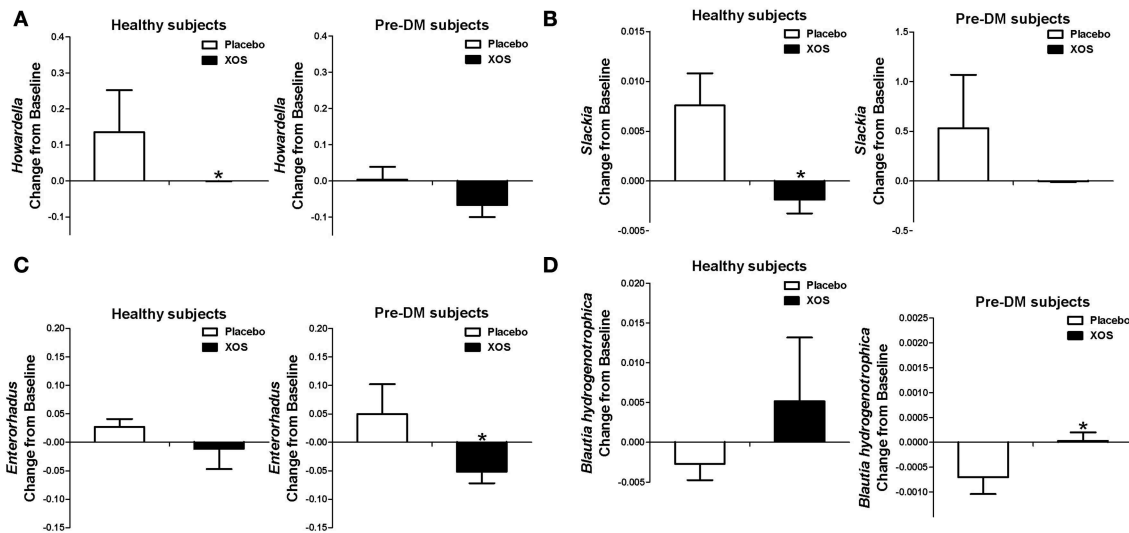 A
Healthy subjects
Placebo
XOS
Howardella
Change from Baseline
0.4
0.3
0.2
0.1
0.0
-0.1
*
Pre-DM subjects
Placebo
XOS
Howardella
Change from Baseline
0.4
0.3
0.2
0.1
0.0
-0.1
B
Healthy subjects
Placebo
XOS
Slackia
Change from Baseline
0.015
0.010
0.005
0.000
-0.005
*
Pre-DM subjects
Placebo
XOS
Slackia
Change from Baseline
1.5
1.0
0.5
0.0
-0.5
C
Healthy subjects
Placebo
XOS
Enterorhadus
Change from Baseline
0.20
0.15
0.10
0.05
-0.00
-0.05
-0.10
-0.15
Pre-DM subjects
Placebo
XOS
Enterorhadus
Change from Baseline
0.20
0.15
0.10
0.05
-0.00
-0.05
-0.10
-0.15
*
D
Healthy subjects
Placebo
XOS
Blautia hydrogenotrophica
Change from Baseline
0.020
0.015
0.010
0.005
0.000
-0.005
Pre-DM subjects
Placebo
XOS
Blautia hydrogenotrophica
Change from Baseline
0.0025
0.0020
0.0015
0.0010
0.0005
0.0000
-0.0005
-0.0010
*